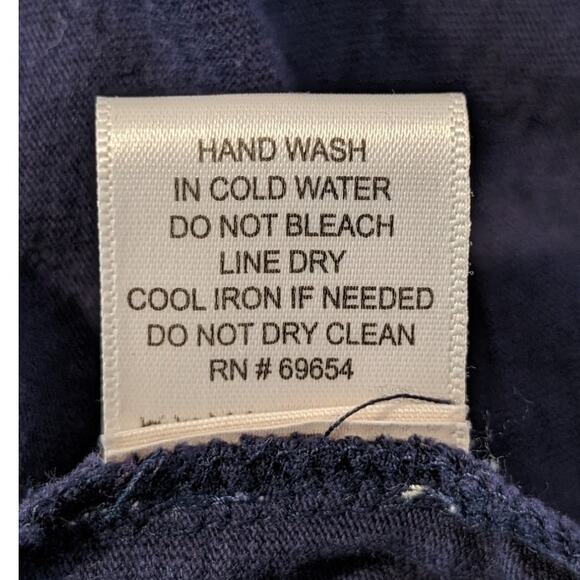 HAND WASH
IN COLD WATER
DO NOT BLEACH
LINE DRY
COOL IRON IF NEEDED
DO NOT DRY CLEAN
RN # 69654